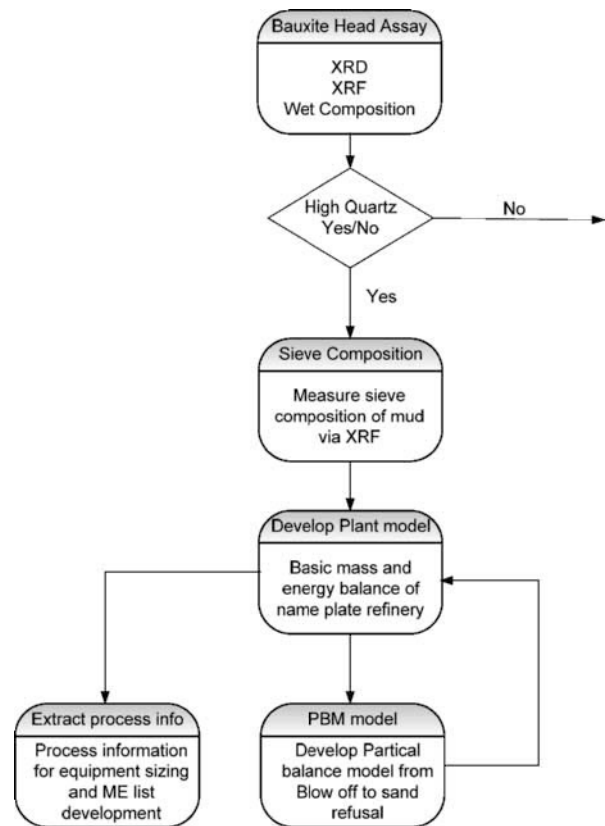 Bauxite Head Assay
XRD
XRF
Wet Composition
High Quartz
Yes/No
No
Yes
Sieve Composition
Measure sieve
composition of mud
via XRF
Develop Plant model
Basic mass and
energy balance of
name plate refinery
Extract process info
Process information
for equipment sizing
and ME list
development
PBM model
Develop Partical
balance model from
Blow off to sand
refusal